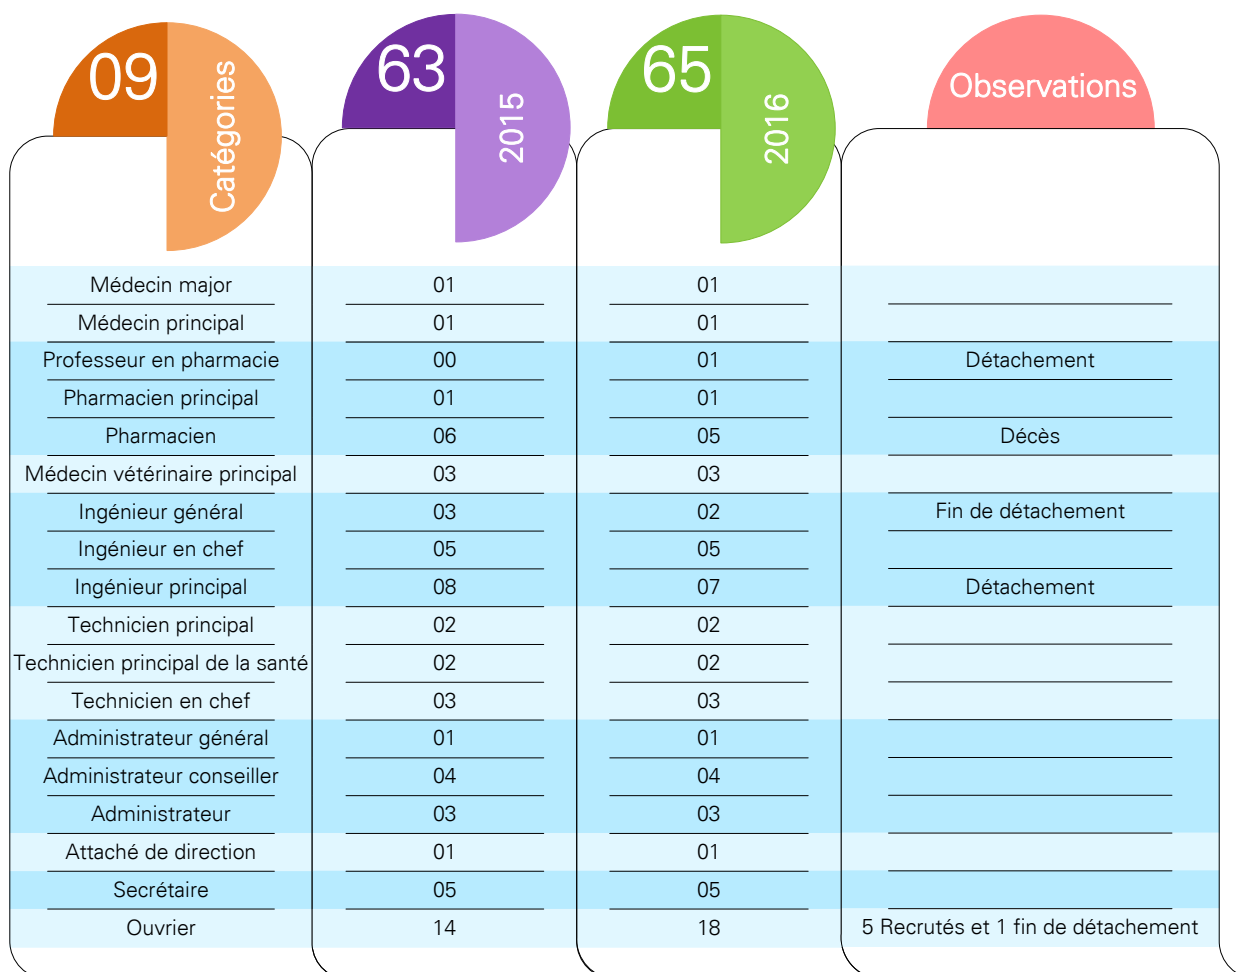 09 Catégories 63 2015 65 2016 Observations
Médecin major 01 01
Médecin principal 01 01
Professeur en pharmacie 00 01 Détachement
Pharmacien principal 01 01
Pharmacien 06 05 Décès
Médecin vétérinaire principal 03 03
Ingénieur général 03 02 Fin de détachement
Ingénieur en chef 05 05
Ingénieur principal 08 07 Détachement
Technicien principal 02 02
Technicien principal de la santé 02 02
Technicien en chef 03 03
Administrateur général 01 01
Administrateur conseiller 04 04
Administrateur 03 03
Attaché de direction 01 01
Secrétaire 05 05
Ouvrier 14 18 5 Recrutés et 1 fin de détachement